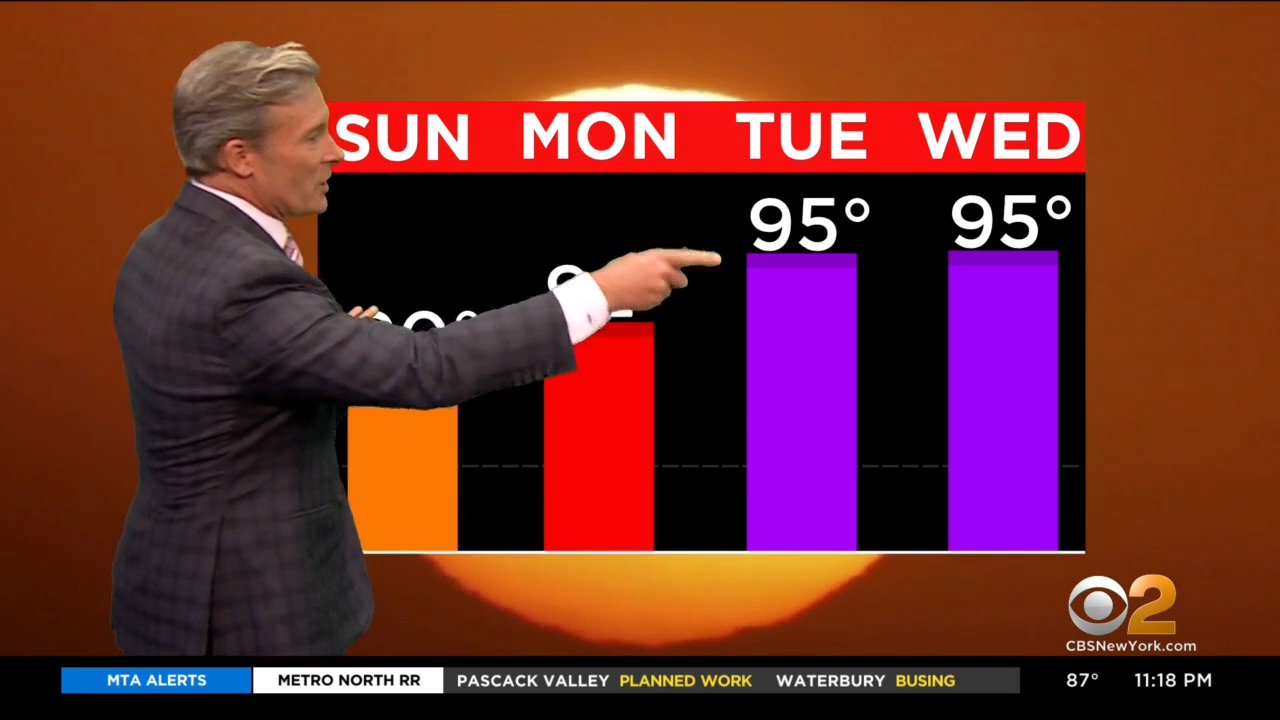 SUN MON TUE WED
95° 95°
2
CBSNewYork.com
MTA ALERTS METRO NORTH RR PASCACK VALLEY PLANNED WORK WATERBURY BUSING 87° 11:18 PM